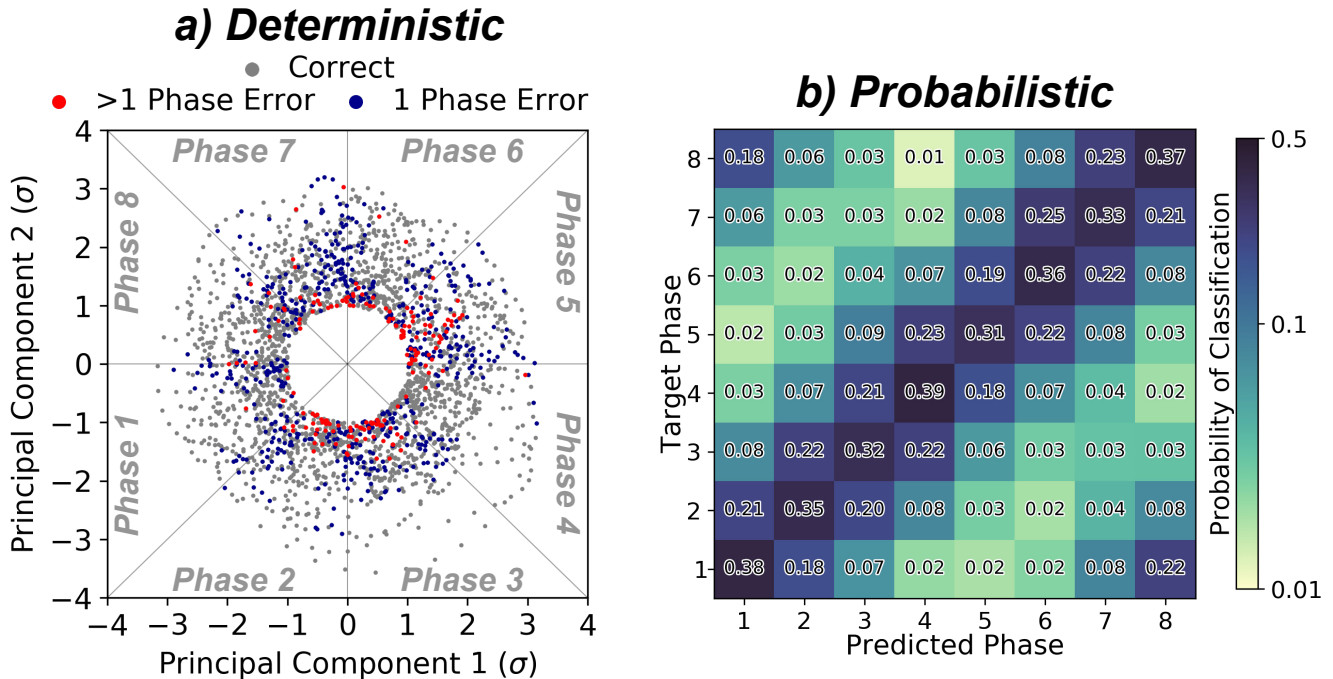 a) Deterministic
Correct
>1 Phase Error
1 Phase Error
4
3
2
1
0
−1
−2
−3
−4
Principal Component 2 (σ)
Phase 7
Phase 6
Phase 8
Phase 5
Phase 1
Phase 4
Phase 2
Phase 3
−4 −3 −2 −1 0 1 2 3 4
Principal Component 1 (σ)
b) Probabilistic
Target Phase
8 0.18 0.06 0.03 0.01 0.03 0.08 0.23 0.37
7 0.06 0.03 0.03 0.02 0.08 0.25 0.33 0.21
6 0.03 0.02 0.04 0.07 0.19 0.36 0.22 0.08
5 0.02 0.03 0.09 0.23 0.31 0.22 0.08 0.03
4 0.03 0.07 0.21 0.39 0.18 0.07 0.04 0.02
3 0.08 0.22 0.32 0.22 0.06 0.03 0.03 0.03
2 0.21 0.35 0.20 0.08 0.03 0.02 0.04 0.08
1 0.38 0.18 0.07 0.02 0.02 0.02 0.08 0.22
1 2 3 4 5 6 7 8
Predicted Phase
Probability of Classification
0.5
0.1
0.01